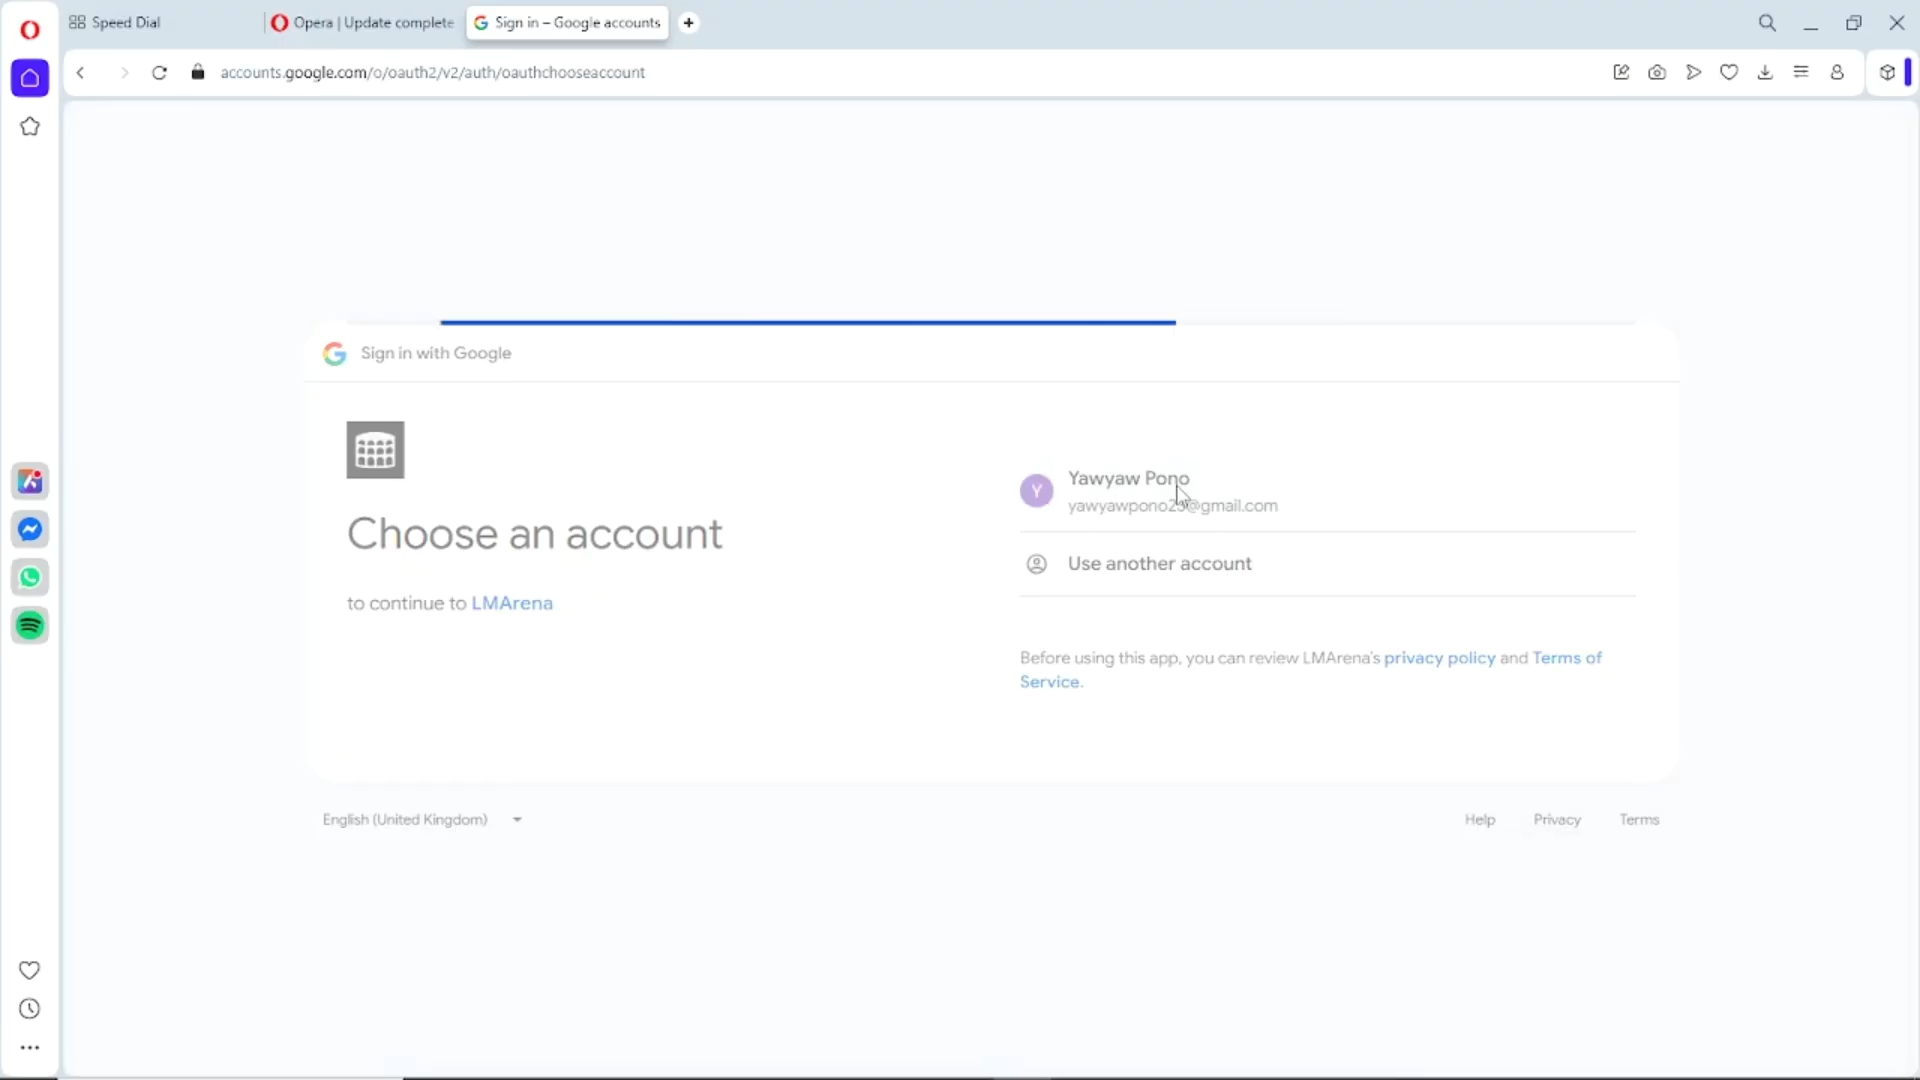 Speed Dial
Opera | Update complete
Sign in – Google accounts
accounts.google.com/o/oauth2/v2/auth/oauthchooseaccount
Sign in with Google
Choose an account
to continue to LMArena
Y
Yawyaw Pono
yawyawpono23@gmail.com
Use another account
Before using this app, you can review LMArena's privacy policy and Terms of
Service.
English (United Kingdom)
Help
Privacy
Terms